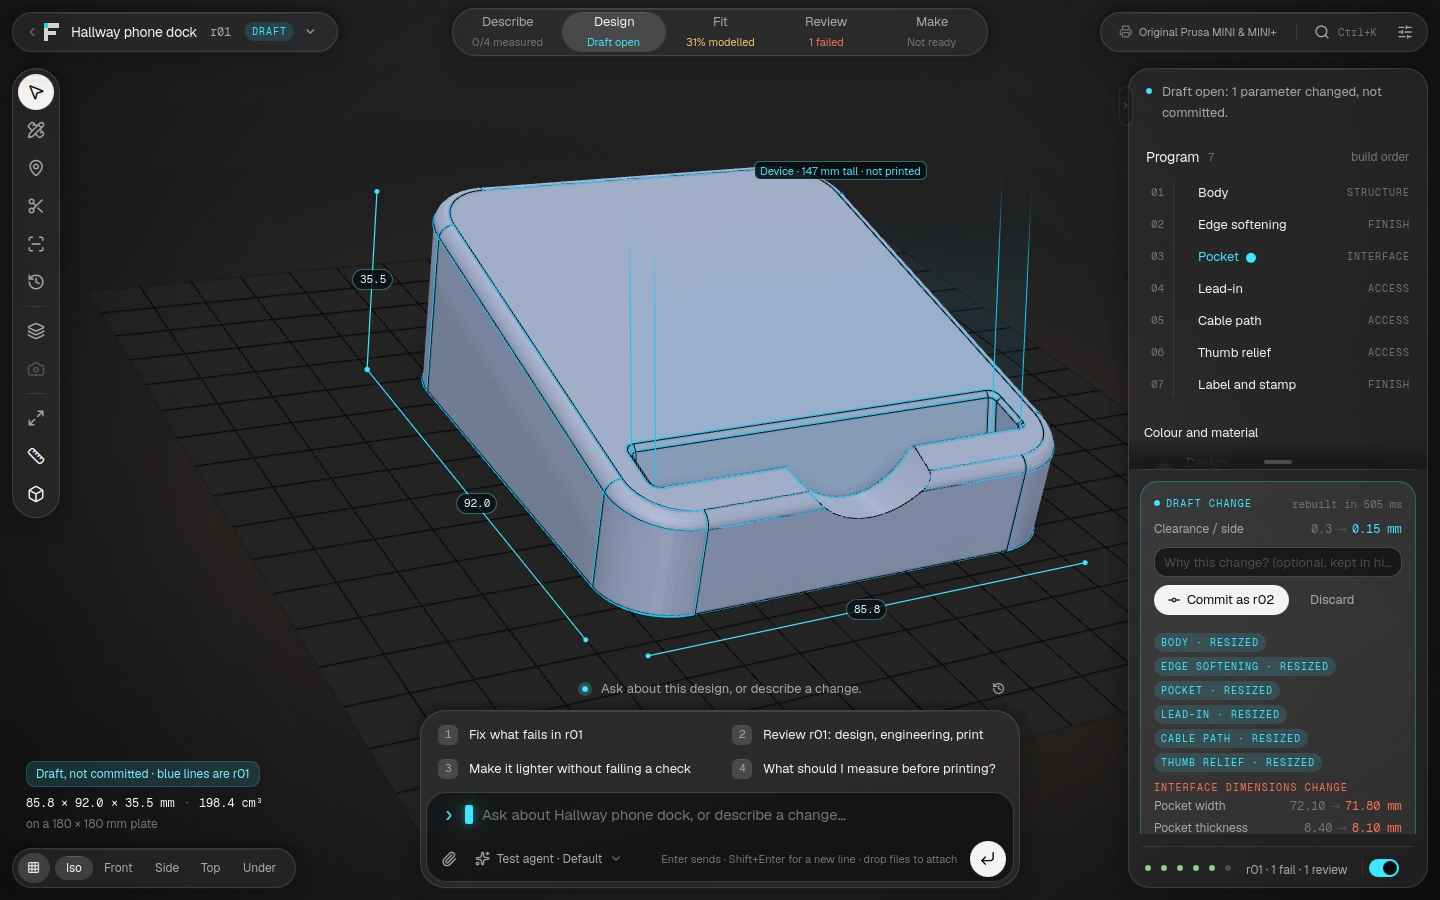 Hallway phone dock r01 DRAFT
Describe
0/4 measured
Design
Draft open
Fit
31% modelled
Review
1 failed
Make
Not ready
Original Prusa MINI & MINI+
Ctrl+K
Draft open: 1 parameter changed, not
committed.
Program 7 build order
01 Body STRUCTURE
02 Edge softening FINISH
03 Pocket INTERFACE
04 Lead-in ACCESS
05 Cable path ACCESS
06 Thumb relief ACCESS
07 Label and stamp FINISH
Colour and material
Design
Device · 147 mm tall · not printed
35.5
92.0
85.8
DRAFT CHANGE rebuilt in 505 ms
Clearance / side 0.3 → 0.15 mm
Why this change? (optional, kept in hi…
Commit as r02 Discard
BODY · RESIZED
EDGE SOFTENING · RESIZED
POCKET · RESIZED
LEAD-IN · RESIZED
CABLE PATH · RESIZED
THUMB RELIEF · RESIZED
INTERFACE DIMENSIONS CHANGE
Pocket width 72.10 → 71.80 mm
Pocket thickness 8.40 → 8.10 mm
r01 · 1 fail · 1 review
Ask about this design, or describe a change.
1 Fix what fails in r01
2 Review r01: design, engineering, print
3 Make it lighter without failing a check
4 What should I measure before printing?
Ask about Hallway phone dock, or describe a change…
Test agent · Default
Enter sends · Shift+Enter for a new line · drop files to attach
Draft, not committed · blue lines are r01
85.8 × 92.0 × 35.5 mm · 198.4 cm³
on a 180 × 180 mm plate
Iso Front Side Top Under